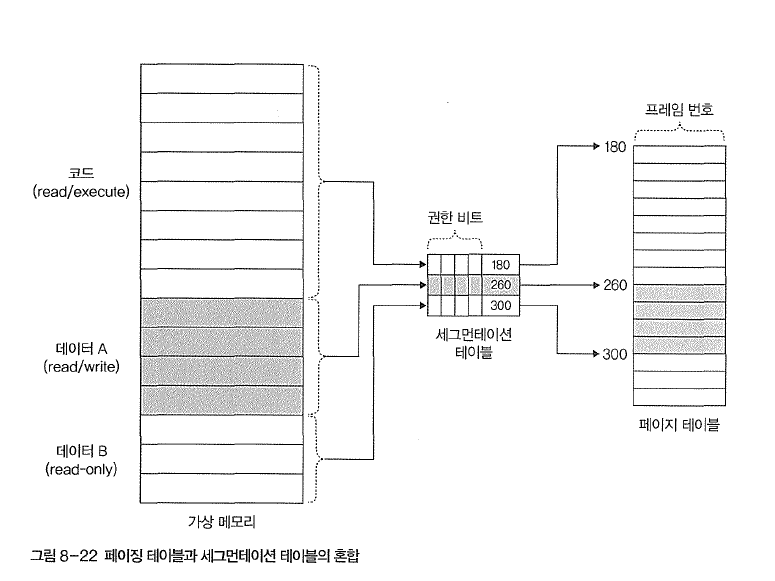 프레임 번호
180
코드
(read/execute)
권한 비트
180
260
300
260
세그먼테이션
테이블
300
데이터 A
(read/write)
페이지 테이블
데이터 B
(read-only)
가상 메모리
그림 8-22 페이징 테이블과 세그먼테이션 테이블의 혼합